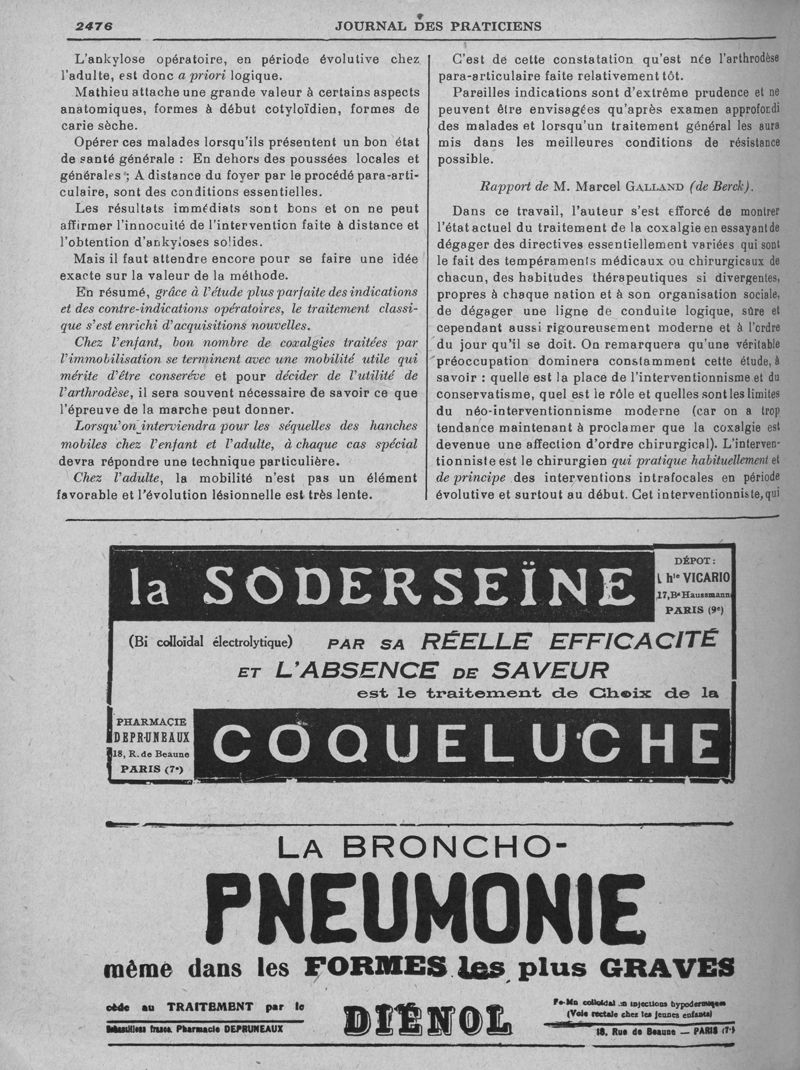 2476
JOURNAL DES PRATICIENS
L'ankylose opératoire, en période évolutive chez
l'adulte, est donc a priori logique.
Mathieu attache une grande valeur à certains aspects
anatomiques, formes à début cotyloïdien, formes de
carie sèche.
Opérer ces malades lorsqu'ils présentent un bon état
de santé générale : En dehors des poussées locales et
générales ; A distance du foyer par le procédé para-arti-
culaire, sont des conditions essentielles.
Les résultats immédiats sont bons et on ne peut
affirmer l'innocuité de l'intervention faite à distance et
l'obtention d'ankyloses solides.
Mais il faut attendre encore pour se faire une idée
exacte sur la valeur de la méthode.
En résumé, grâce à l'étude plus parfaite des indications
et des contre-indications opératoires, le traitement classi-
que s'est enrichi d'acquisitions nouvelles.
Chez l'enfant, bon nombre de coxalgies traitées par
l'immobilisation se terminent avec une mobilité utile qui
mérite d'être conseréve et pour décider de l'utilité de
l'arthrodèse, il sera souvent nécessaire de savoir ce que
l'épreuve de la marche peut donner.
Lorsqu'on interviendra pour les séquelles des hanches
mobiles chez l'enfant et l'adulte, à chaque cas spécial
devra répondre une technique particulière.
Chez l'adulte, la mobilité n'est pas un élément
favorable et l'évolution lésionnelle est très lente.
C'est de cette constatation qu'est née l'arthrodèse
para-articulaire faite relativement tôt.
Pareilles indications sont d'extrême prudence et ne
peuvent être envisagées qu'après examen approfondi
des malades et lorsqu'un traitement général les aura
mis dans les meilleures conditions de résistance
possible.
Rapport de M. Marcel GALLAND (de Berck).
Dans ce travail, l'auteur s'est efforcé de montrer
l'état actuel du traitement de la coxalgie en essayant de
dégager des directives essentiellement variées qui sont
le fait des tempéraments médicaux ou chirurgicaux de
chacun, des habitudes thérapeutiques si divergentes,
propres à chaque nation et à son organisation sociale,
de dégager une ligne de conduite logique, sûre et
cependant aussi rigoureusement moderne et à l'ordre
du jour qu'il se doit. On remarquera qu'une véritable
préoccupation dominera constamment cette étude, à
savoir : quelle est la place de l'interventionnisme et du
conservatisme, quel est le rôle et quelles sont les limites
du néo-interventionnisme moderne (car on a trop
tendance maintenant à proclamer que la coxalgie est
devenue une affection d'ordre chirurgical). L'interven-
tionniste est le chirurgien qui pratique habituellement et
de principe des interventions intrafocales en période
évolutive et surtout au début. Cet interventionniste, qui
la SODERSEÏNE
DÉPOT :
Phie VICARIO
17, Bd Haussmann
PARIS (9e)
(Bi colloïdal électrolytique) PAR SA RÉELLE EFFICACITÉ
ET L'ABSENCE DE SAVEUR
est le traitement de Choix de la
PHARMACIE
DEPRUNEAUX
18, R. de Beaune
PARIS (7e)
COQUELUCHE
LA BRONCHO-
PNEUMONIE
même dans les FORMES les plus GRAVES
cède au TRAITEMENT par le
Echantillons franco. Pharmacie DEPRUNEAUX
DIÉNOL
Fe-Mn colloïdal en injections hypodermiques
(Voie rectale chez les jeunes enfants)
18, Rue de Beaune — PARIS (7e)